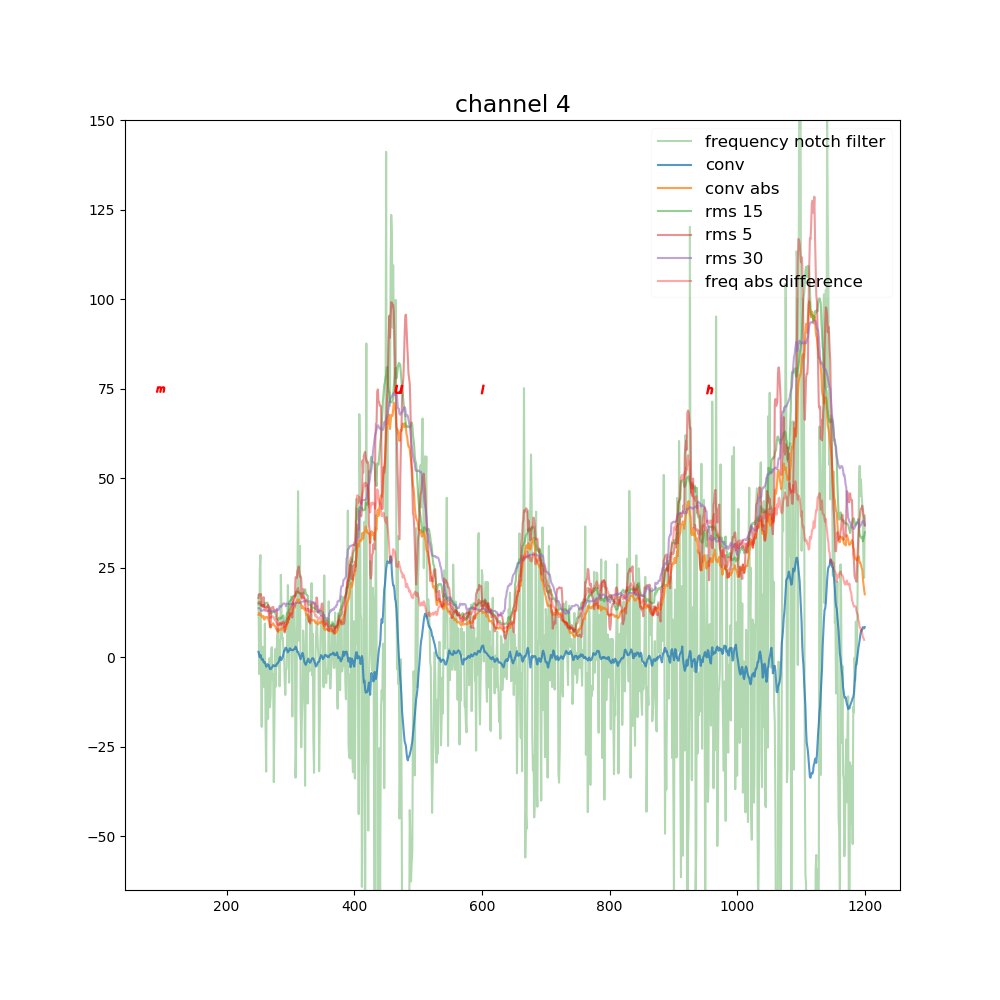 channel 4
150
125
100
75
50
25
0
−25
−50
frequency notch filter
conv
conv abs
rms 15
rms 5
rms 30
freq abs difference
m
u
l
h
200
400
600
800
1000
1200